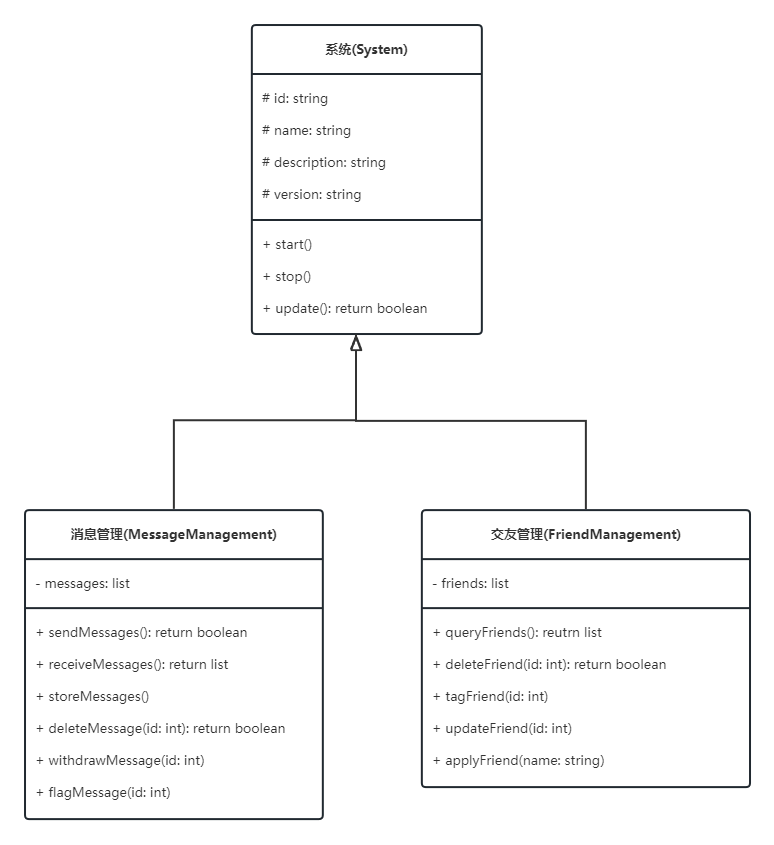 系统(System)
# id: string
# name: string
# description: string
# version: string
+ start()
+ stop()
+ update(): return boolean
消息管理(MessageManagement)
- messages: list
+ sendMessages(): return boolean
+ receiveMessages(): return list
+ storeMessages()
+ deleteMessage(id: int): return boolean
+ withdrawMessage(id: int)
+ flagMessage(id: int)
交友管理(FriendManagement)
- friends: list
+ queryFriends(): reutrn list
+ deleteFriend(id: int): return boolean
+ tagFriend(id: int)
+ updateFriend(id: int)
+ applyFriend(name: string)